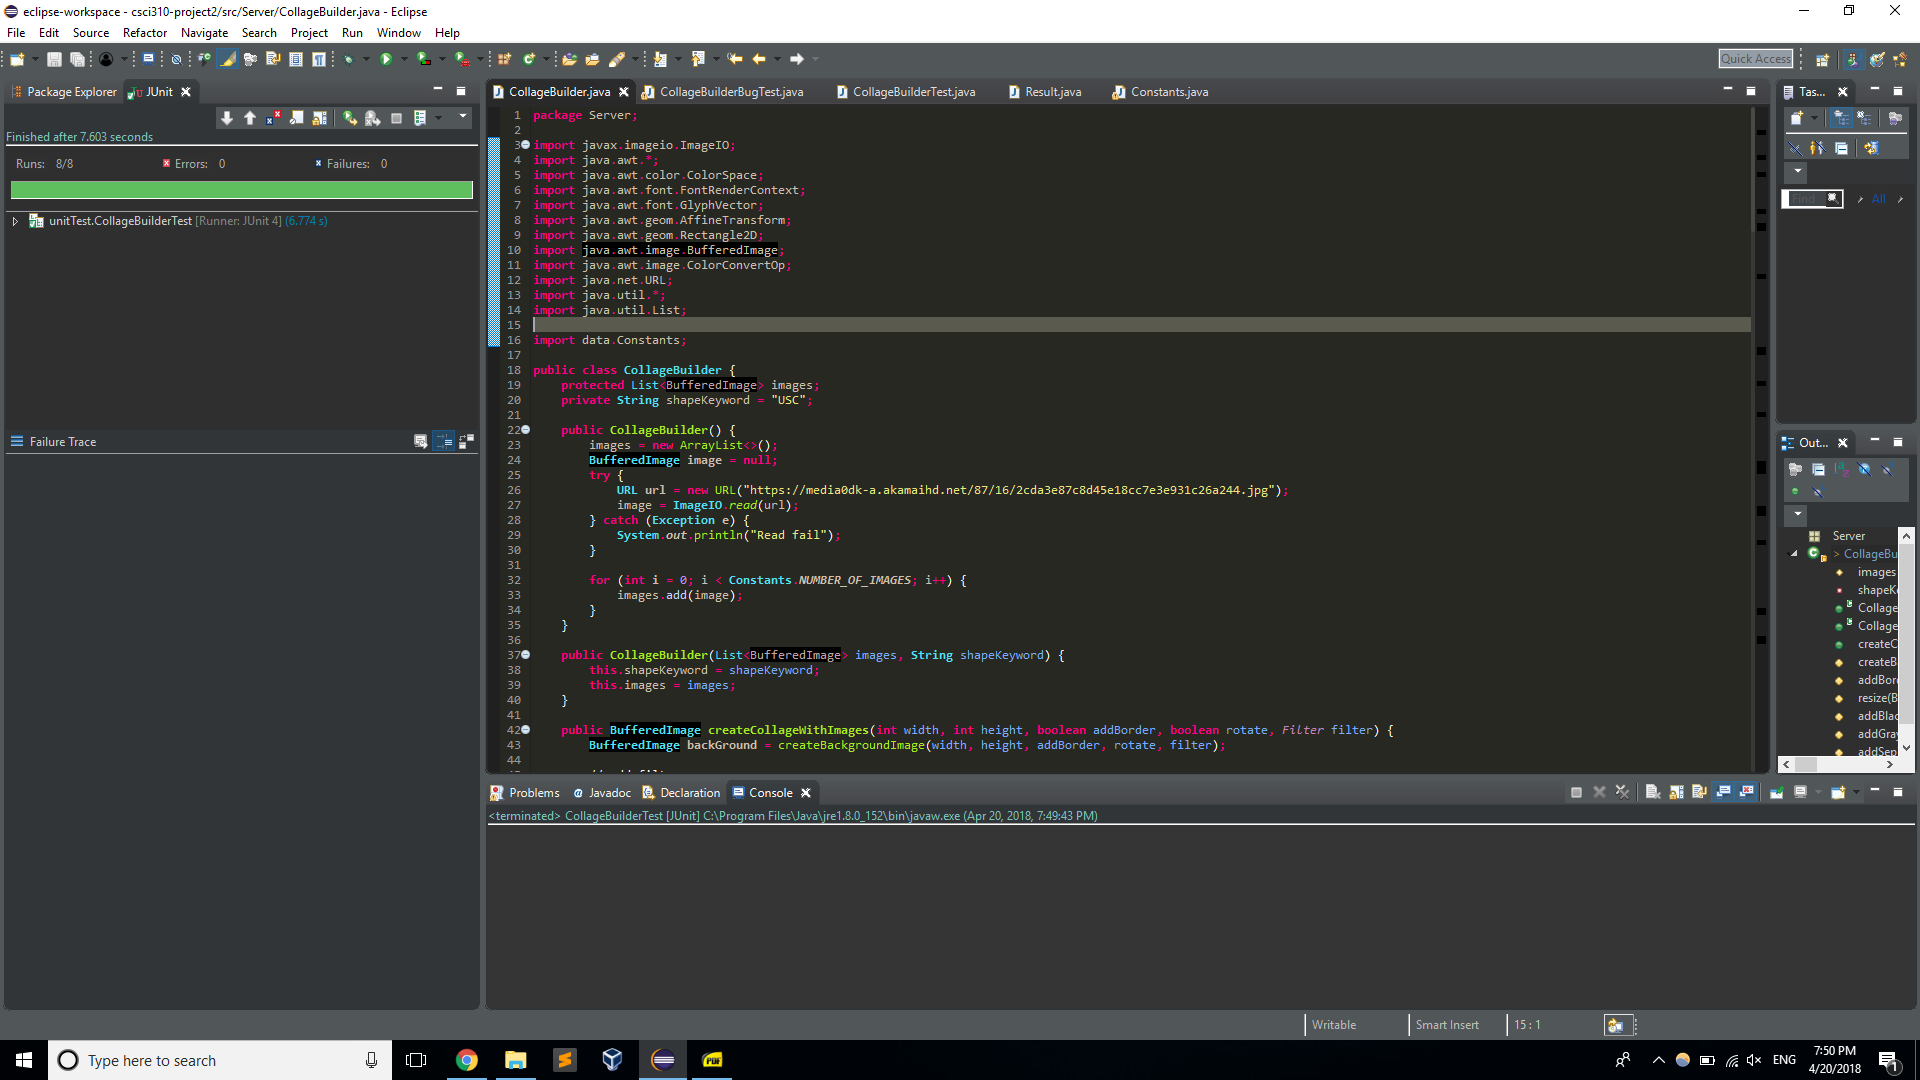 eclipse-workspace - csci310-project2/src/Server/CollageBuilder.java - Eclipse
File Edit Source Refactor Navigate Search Project Run Window Help
Quick Access
Package Explorer JUnit
Finished after 7.603 seconds
Runs: 8/8 Errors: 0 Failures: 0
unitTest.CollageBuilderTest [Runner: JUnit 4] (6.774 s)
Failure Trace
CollageBuilder.java CollageBuilderBugTest.java CollageBuilderTest.java Result.java Constants.java
1 package Server;
2
3 import javax.imageio.ImageIO;
4 import java.awt.*;
5 import java.awt.color.ColorSpace;
6 import java.awt.font.FontRenderContext;
7 import java.awt.font.GlyphVector;
8 import java.awt.geom.AffineTransform;
9 import java.awt.geom.Rectangle2D;
10 import java.awt.image.BufferedImage;
11 import java.awt.image.ColorConvertOp;
12 import java.net.URL;
13 import java.util.*;
14 import java.util.List;
15
16 import data.Constants;
17
18 public class CollageBuilder {
19 protected List<BufferedImage> images;
20 private String shapeKeyword = "USC";
21
22 public CollageBuilder() {
23 images = new ArrayList<>();
24 BufferedImage image = null;
25 try {
26 URL url = new URL("https://media0dk-a.akamaihd.net/87/16/2cda3e87c8d45e18cc7e3e931c26a244.jpg");
27 image = ImageIO.read(url);
28 } catch (Exception e) {
29 System.out.println("Read fail");
30 }
31
32 for (int i = 0; i < Constants.NUMBER_OF_IMAGES; i++) {
33 images.add(image);
34 }
35 }
36
37 public CollageBuilder(List<BufferedImage> images, String shapeKeyword) {
38 this.shapeKeyword = shapeKeyword;
39 this.images = images;
40 }
41
42 public BufferedImage createCollageWithImages(int width, int height, boolean addBorder, boolean rotate, Filter filter) {
43 BufferedImage backGround = createBackgroundImage(width, height, addBorder, rotate, filter);
44
Tas...
Find All
Out...
Server
> CollageBu
images
shapeK
Collage
Collage
createC
createB
addBor
resize(B
addBlac
addGra
addSep
Problems Javadoc Declaration Console
<terminated> CollageBuilderTest [JUnit] C:\Program Files\Java\jre1.8.0_152\bin\javaw.exe (Apr 20, 2018, 7:49:43 PM)
Writable Smart Insert 15 : 1
Type here to search
PDF
ENG
7:50 PM
4/20/2018
1